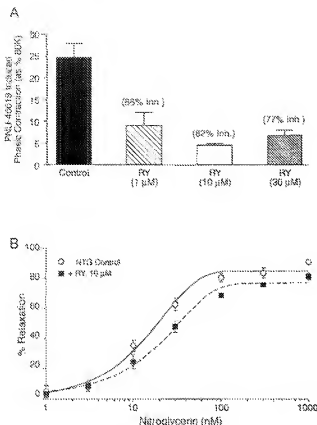 A
PNU-46619 Induced
Phasic Contraction (as % 80K)
30
25
20
15
10
5
0
(66% Inh.)
(82% Inh.)
(77% Inh.)
Control
RY
(1 µM)
RY
(10 µM)
RY
(30 µM)
B
100
80
60
40
20
0
% Relaxation
NTG Control
+ RY, 10 µM
1
10
100
1000
Nitroglycerin (nM)